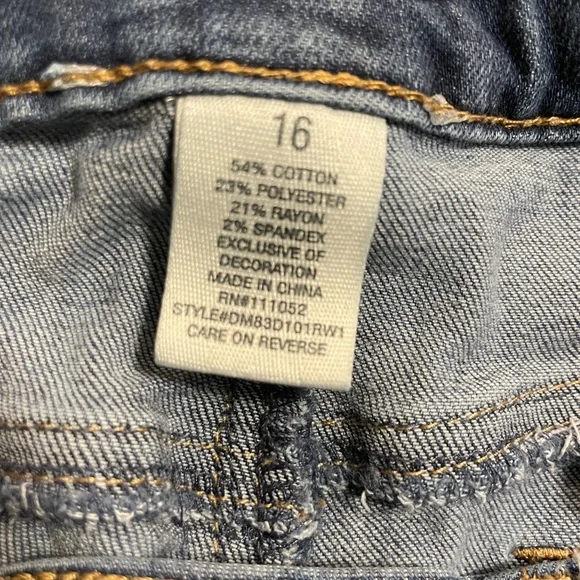 16
54% COTTON
23% POLYESTER
21% RAYON
2% SPANDEX
EXCLUSIVE OF
DECORATION
MADE IN CHINA
RN#111052
STYLE#DM83D101RW1
CARE ON REVERSE